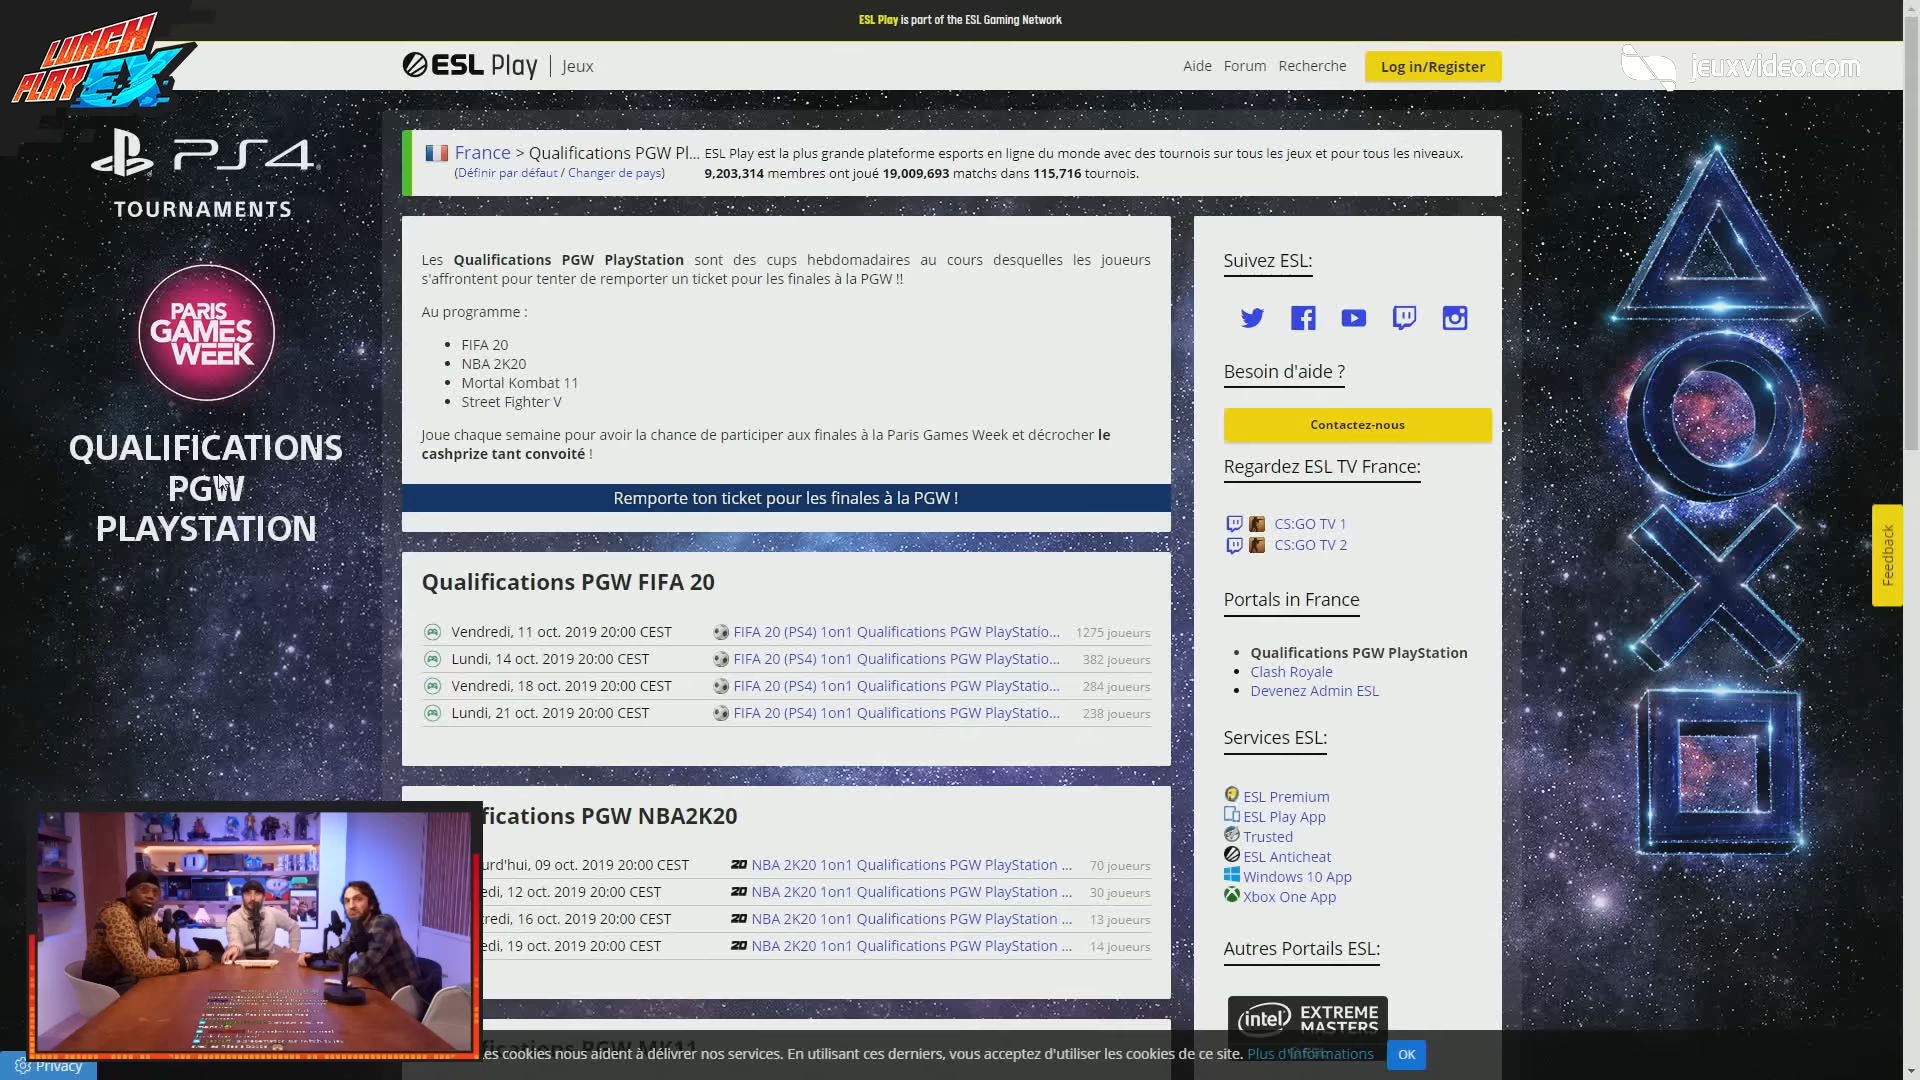 ESL Play is part of the ESL Gaming Network
LUNCH
PLAY EX
ESL Play | Jeux
Aide Forum Recherche Log in/Register
jeuxvideo.com
PS4
TOURNAMENTS
PARIS
GAMES
WEEK
QUALIFICATIONS
PGW
PLAYSTATION
France > Qualifications PGW Pl...
(Définir par défaut / Changer de pays)
ESL Play est la plus grande plateforme esports en ligne du monde avec des tournois sur tous les jeux et pour tous les niveaux.
9,203,314 membres ont joué 19,009,693 matchs dans 115,716 tournois.
Les Qualifications PGW PlayStation sont des cups hebdomadaires au cours desquelles les joueurs
s'affrontent pour tenter de remporter un ticket pour les finales à la PGW !!
Au programme :
• FIFA 20
• NBA 2K20
• Mortal Kombat 11
• Street Fighter V
Joue chaque semaine pour avoir la chance de participer aux finales à la Paris Games Week et décrocher le
cashprize tant convoité !
Remporte ton ticket pour les finales à la PGW !
Qualifications PGW FIFA 20
Vendredi, 11 oct. 2019 20:00 CEST FIFA 20 (PS4) 1on1 Qualifications PGW PlayStatio... 1275 joueurs
Lundi, 14 oct. 2019 20:00 CEST FIFA 20 (PS4) 1on1 Qualifications PGW PlayStatio... 382 joueurs
Vendredi, 18 oct. 2019 20:00 CEST FIFA 20 (PS4) 1on1 Qualifications PGW PlayStatio... 284 joueurs
Lundi, 21 oct. 2019 20:00 CEST FIFA 20 (PS4) 1on1 Qualifications PGW PlayStatio... 238 joueurs
fications PGW NBA2K20
urd'hui, 09 oct. 2019 20:00 CEST 20 NBA 2K20 1on1 Qualifications PGW PlayStation ... 70 joueurs
edi, 12 oct. 2019 20:00 CEST 20 NBA 2K20 1on1 Qualifications PGW PlayStation ... 30 joueurs
credi, 16 oct. 2019 20:00 CEST 20 NBA 2K20 1on1 Qualifications PGW PlayStation ... 13 joueurs
edi, 19 oct. 2019 20:00 CEST 20 NBA 2K20 1on1 Qualifications PGW PlayStation ... 14 joueurs
fications PGW MK11
Suivez ESL:
Besoin d'aide ?
Contactez-nous
Regardez ESL TV France:
CS:GO TV 1
CS:GO TV 2
Portals in France
• Qualifications PGW PlayStation
• Clash Royale
• Devenez Admin ESL
Services ESL:
ESL Premium
ESL Play App
Trusted
ESL Anticheat
Windows 10 App
Xbox One App
Autres Portails ESL:
intel EXTREME
MASTERS
Feedback
es cookies nous aident à délivrer nos services. En utilisant ces derniers, vous acceptez d'utiliser les cookies de ce site. Plus d'informations OK
Privacy